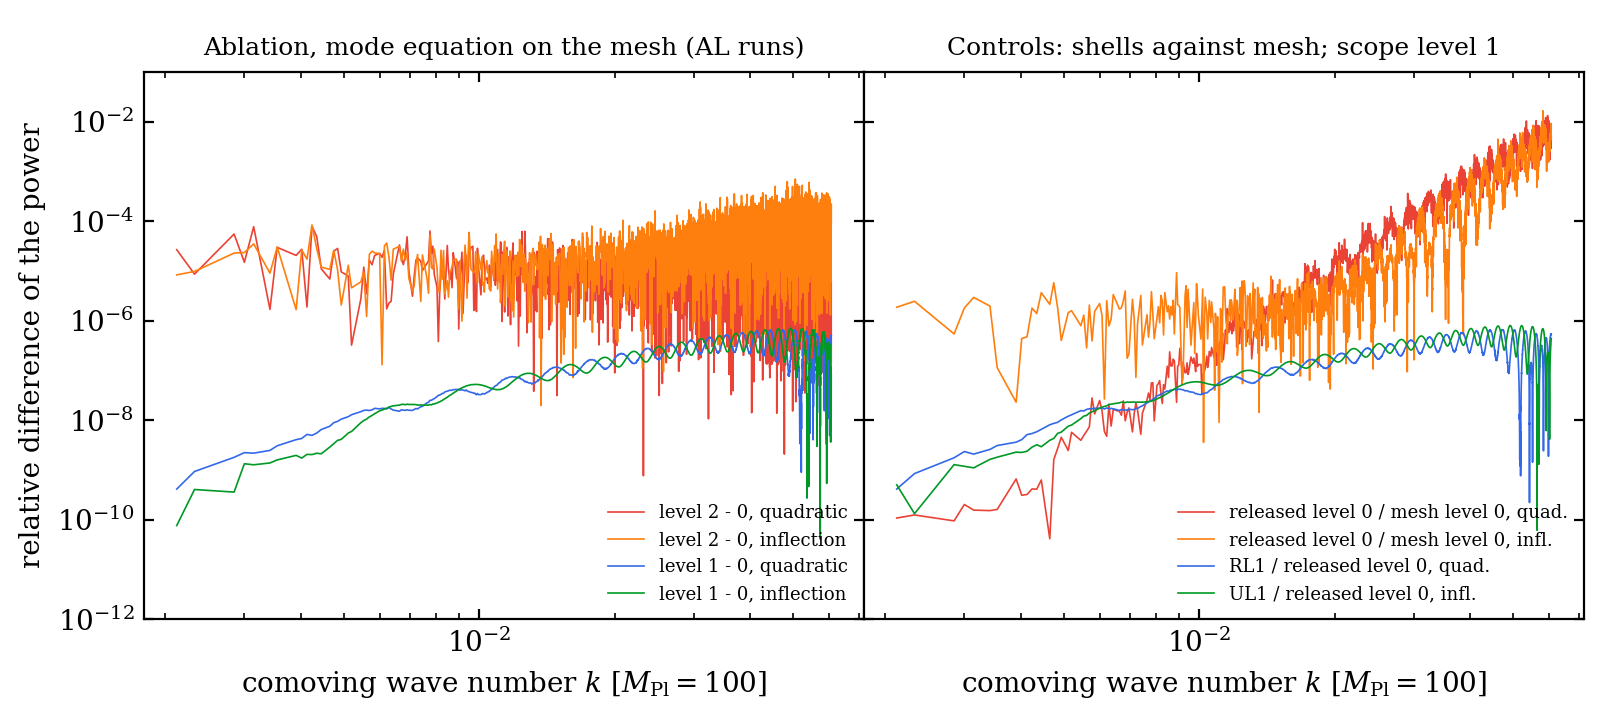 Ablation, mode equation on the mesh (AL runs)
Controls: shells against mesh; scope level 1
relative difference of the power
10⁻²
10⁻⁴
10⁻⁶
10⁻⁸
10⁻¹⁰
10⁻¹²
level 2 - 0, quadratic
level 2 - 0, inflection
level 1 - 0, quadratic
level 1 - 0, inflection
released level 0 / mesh level 0, quad.
released level 0 / mesh level 0, infl.
RL1 / released level 0, quad.
UL1 / released level 0, infl.
10⁻²
10⁻²
comoving wave number k [M_Pl = 100]
comoving wave number k [M_Pl = 100]